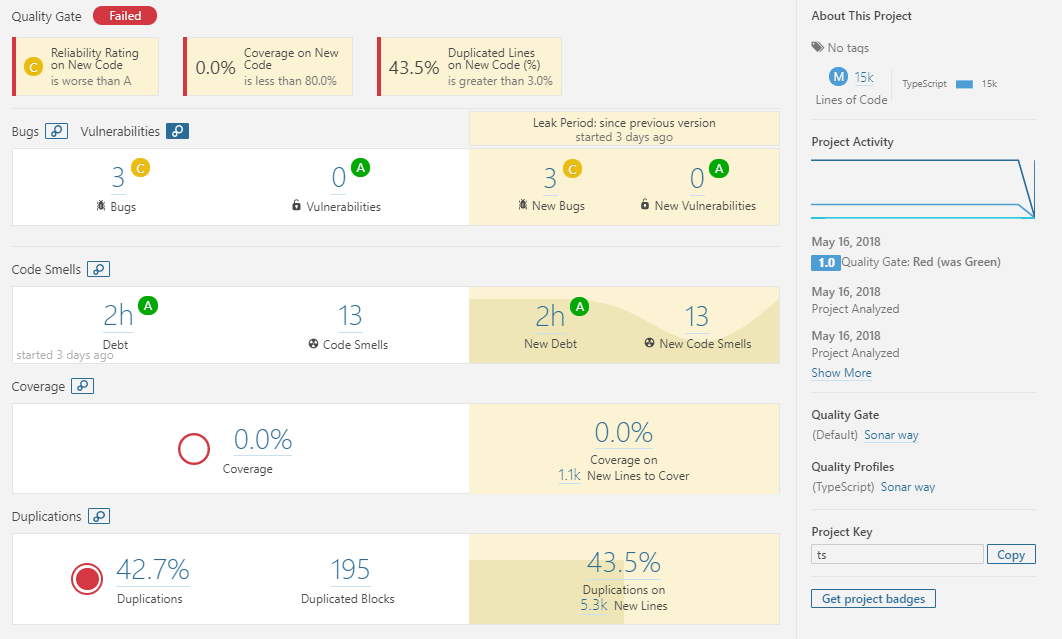 Quality Gate Failed
C
Reliability Rating
on New Code
is worse than A
0.0%
Coverage on New
Code
is less than 80.0%
43.5%
Duplicated Lines
on New Code (%)
is greater than 3.0%
Bugs Vulnerabilities
Leak Period: since previous version
started 3 days ago
3 C
Bugs
0 A
Vulnerabilities
3 C
New Bugs
0 A
New Vulnerabilities
Code Smells
2h A
Debt
13
Code Smells
started 3 days ago
2h A
New Debt
13
New Code Smells
Coverage
0.0%
Coverage
0.0%
Coverage on
1.1k New Lines to Cover
Duplications
42.7%
Duplications
195
Duplicated Blocks
43.5%
Duplications on
5.3k New Lines
About This Project
No tags
M 15k
Lines of Code
TypeScript 15k
Project Activity
May 16, 2018
1.0 Quality Gate: Red (was Green)
May 16, 2018
Project Analyzed
May 16, 2018
Project Analyzed
Show More
Quality Gate
(Default) Sonar way
Quality Profiles
(TypeScript) Sonar way
Project Key
ts Copy
Get project badges